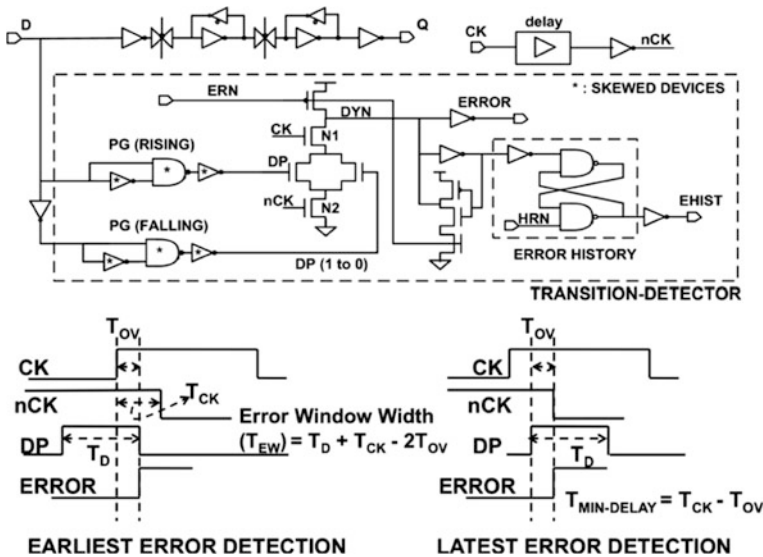 D
Q
CK
delay
nCK
* : SKEWED DEVICES
ERN
DYN
ERROR
CK
N1
PG (RISING)
*
*
*
DP
nCK
N2
PG (FALLING)
*
*
*
DP (1 to 0)
HRN
EHIST
ERROR HISTORY
TRANSITION-DETECTOR
TOV
CK
nCK
TCK
Error Window Width
(TEW) = TD + TCK - 2TOV
DP
TD
ERROR
EARLIEST ERROR DETECTION
TOV
CK
nCK
DP
TD
ERROR
TMIN-DELAY = TCK - TOV
LATEST ERROR DETECTION